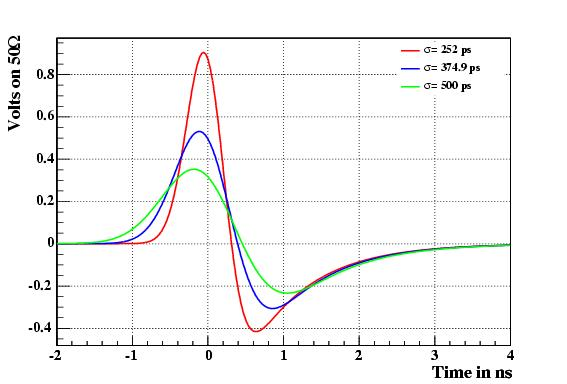 Volts on 50Ω
σ= 252 ps
σ= 374.9 ps
σ= 500 ps
0.8
0.6
0.4
0.2
0
-0.2
-0.4
-2 -1 0 1 2 3 4
Time in ns